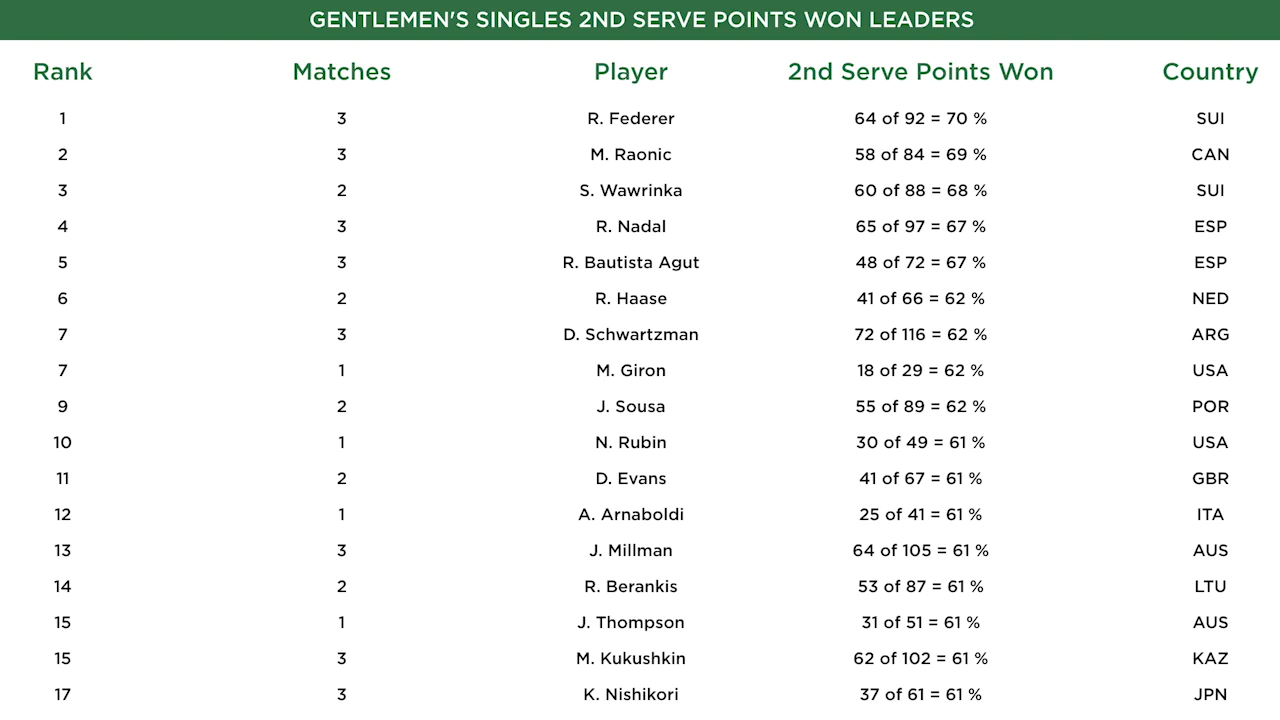 GENTLEMEN'S SINGLES 2ND SERVE POINTS WON LEADERS
Rank Matches Player 2nd Serve Points Won Country
1 3 R. Federer 64 of 92 = 70 % SUI
2 3 M. Raonic 58 of 84 = 69 % CAN
3 2 S. Wawrinka 60 of 88 = 68 % SUI
4 3 R. Nadal 65 of 97 = 67 % ESP
5 3 R. Bautista Agut 48 of 72 = 67 % ESP
6 2 R. Haase 41 of 66 = 62 % NED
7 3 D. Schwartzman 72 of 116 = 62 % ARG
7 1 M. Giron 18 of 29 = 62 % USA
9 2 J. Sousa 55 of 89 = 62 % POR
10 1 N. Rubin 30 of 49 = 61 % USA
11 2 D. Evans 41 of 67 = 61 % GBR
12 1 A. Arnaboldi 25 of 41 = 61 % ITA
13 3 J. Millman 64 of 105 = 61 % AUS
14 2 R. Berankis 53 of 87 = 61 % LTU
15 1 J. Thompson 31 of 51 = 61 % AUS
15 3 M. Kukushkin 62 of 102 = 61 % KAZ
17 3 K. Nishikori 37 of 61 = 61 % JPN